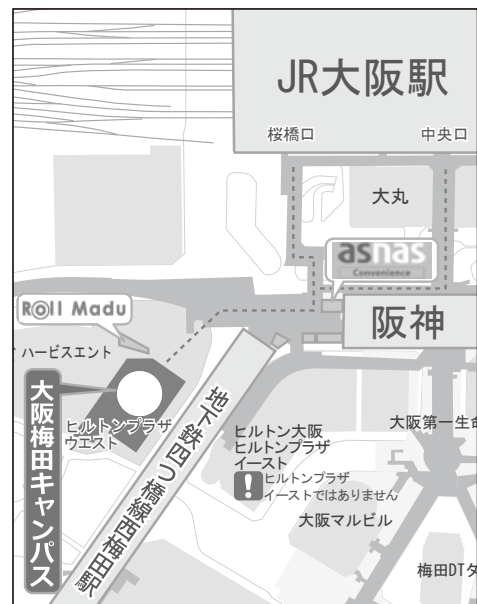 JR大阪駅
桜橋口
中央口
大丸
asnas
Convenience
Roll Madu
阪神
ハービスエント
大阪梅田キャンパス
ヒルトンプラザ
ウエスト
地下鉄四つ橋線西梅田駅
ヒルトン大阪
ヒルトンプラザ
イースト
!
ヒルトンプラザ
イーストではありません
大阪第一生命
大阪マルビル
梅田DTタ